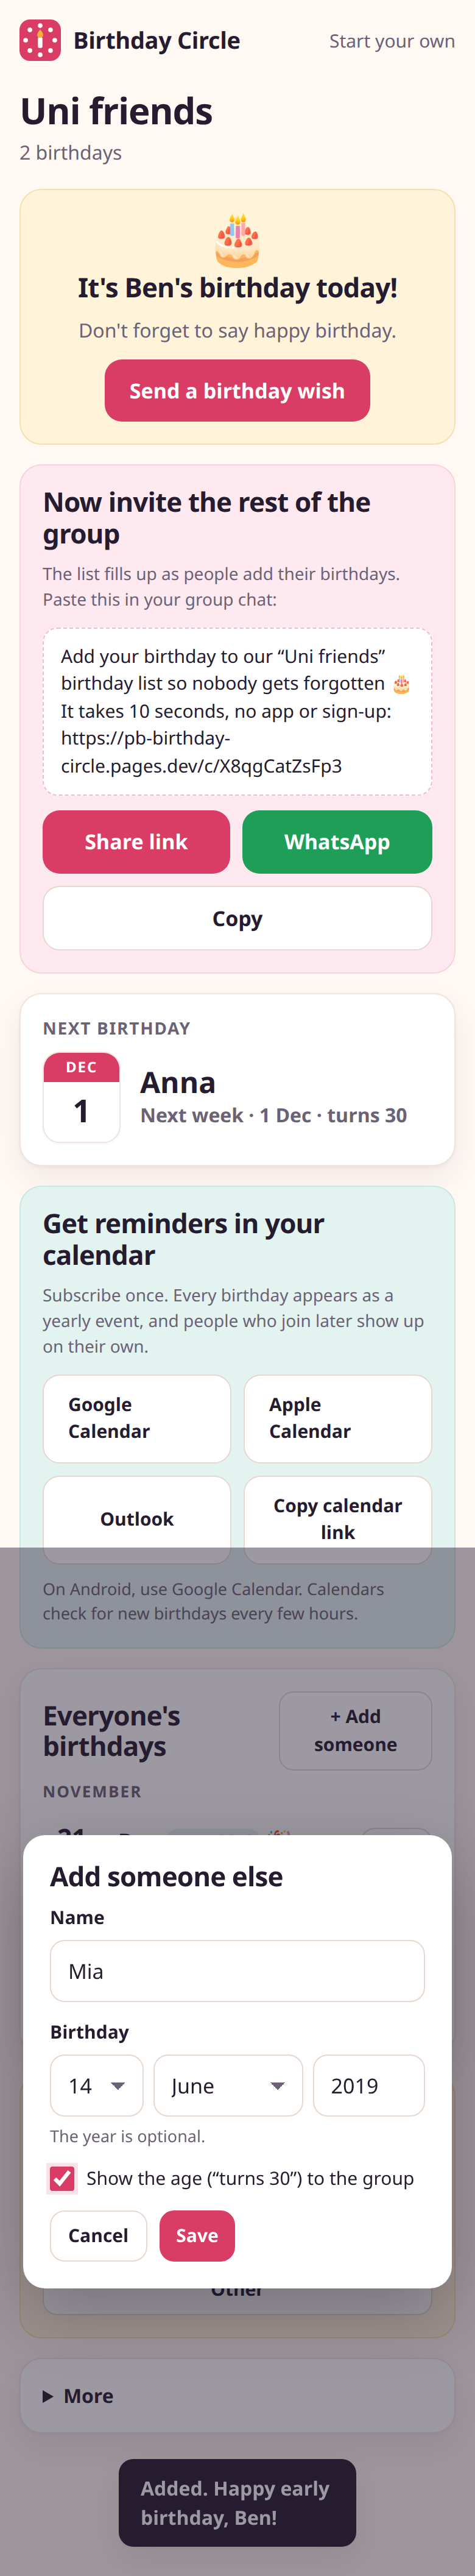 Birthday Circle
Start your own
Uni friends
2 birthdays
It's Ben's birthday today!
Don't forget to say happy birthday.
Send a birthday wish
Now invite the rest of the
group
The list fills up as people add their birthdays.
Paste this in your group chat:
Add your birthday to our “Uni friends”
birthday list so nobody gets forgotten 🎂
It takes 10 seconds, no app or sign-up:
https://pb-birthday-
circle.pages.dev/c/X8qgCatZsFp3
Share link
WhatsApp
Copy
NEXT BIRTHDAY
DEC
1
Anna
Next week · 1 Dec · turns 30
Get reminders in your
calendar
Subscribe once. Every birthday appears as a
yearly event, and people who join later show up
on their own.
Google
Calendar
Apple
Calendar
Outlook
Copy calendar
link
On Android, use Google Calendar. Calendars
check for new birthdays every few hours.
Everyone's
birthdays
+ Add
someone
NOVEMBER
Add someone else
Name
Mia
Birthday
14
June
2019
The year is optional.
Show the age (“turns 30”) to the group
Cancel
Save
Other
More
Added. Happy early
birthday, Ben!